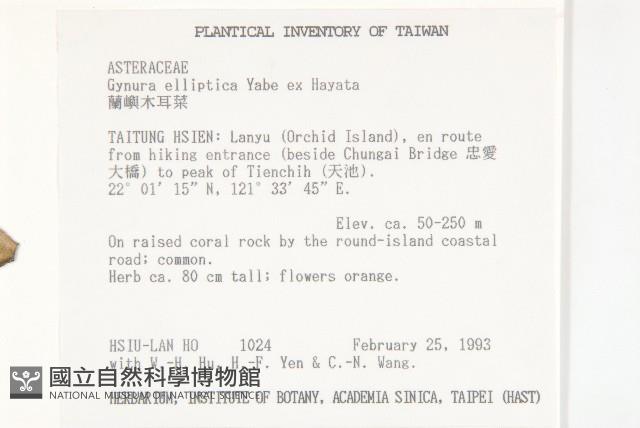 PLANTICAL INVENTORY OF TAIWAN
ASTERACEAE
Gynura elliptica Yabe ex Hayata
蘭嶼木耳菜
TAITUNG HSIEN: Lanyu (Orchid Island), en route
from hiking entrance (beside Chungai Bridge 忠愛
大橋) to peak of Tienchih (天池).
22° 01' 15" N, 121° 33' 45" E.
Elev. ca. 50-250 m
On raised coral rock by the round-island coastal
road; common.
Herb ca. 80 cm tall; flowers orange.
HSIU-LAN HO 1024 February 25, 1993
with W.-H. Hu, H.-F. Yen & C.-N. Wang.
國立自然科學博物館
NATIONAL MUSEUM OF NATURAL SCIENCE
HERBARIUM, INSTITUTE OF BOTANY, ACADEMIA SINICA, TAIPEI (HAST)